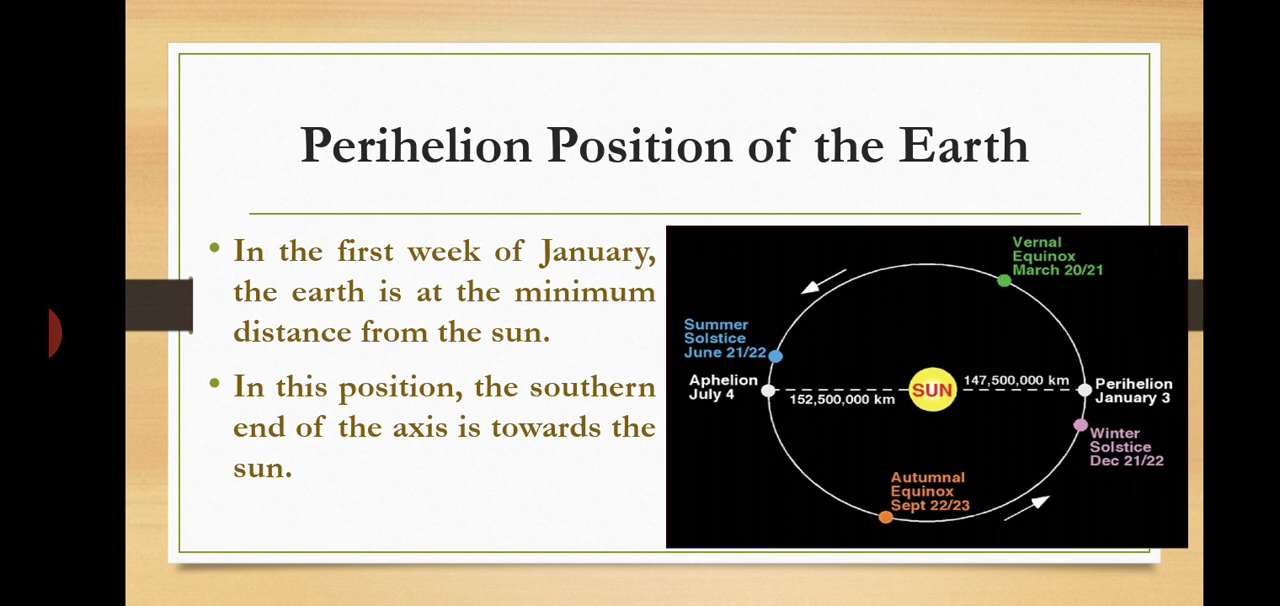 Perihelion Position of the Earth
• In the first week of January,
the earth is at the minimum
distance from the sun.
• In this position, the southern
end of the axis is towards the
sun.
Vernal
Equinox
March 20/21
Summer
Solstice
June 21/22
Aphelion
July 4
152,500,000 km
SUN
147,500,000 km
Perihelion
January 3
Winter
Solstice
Dec 21/22
Autumnal
Equinox
Sept 22/23